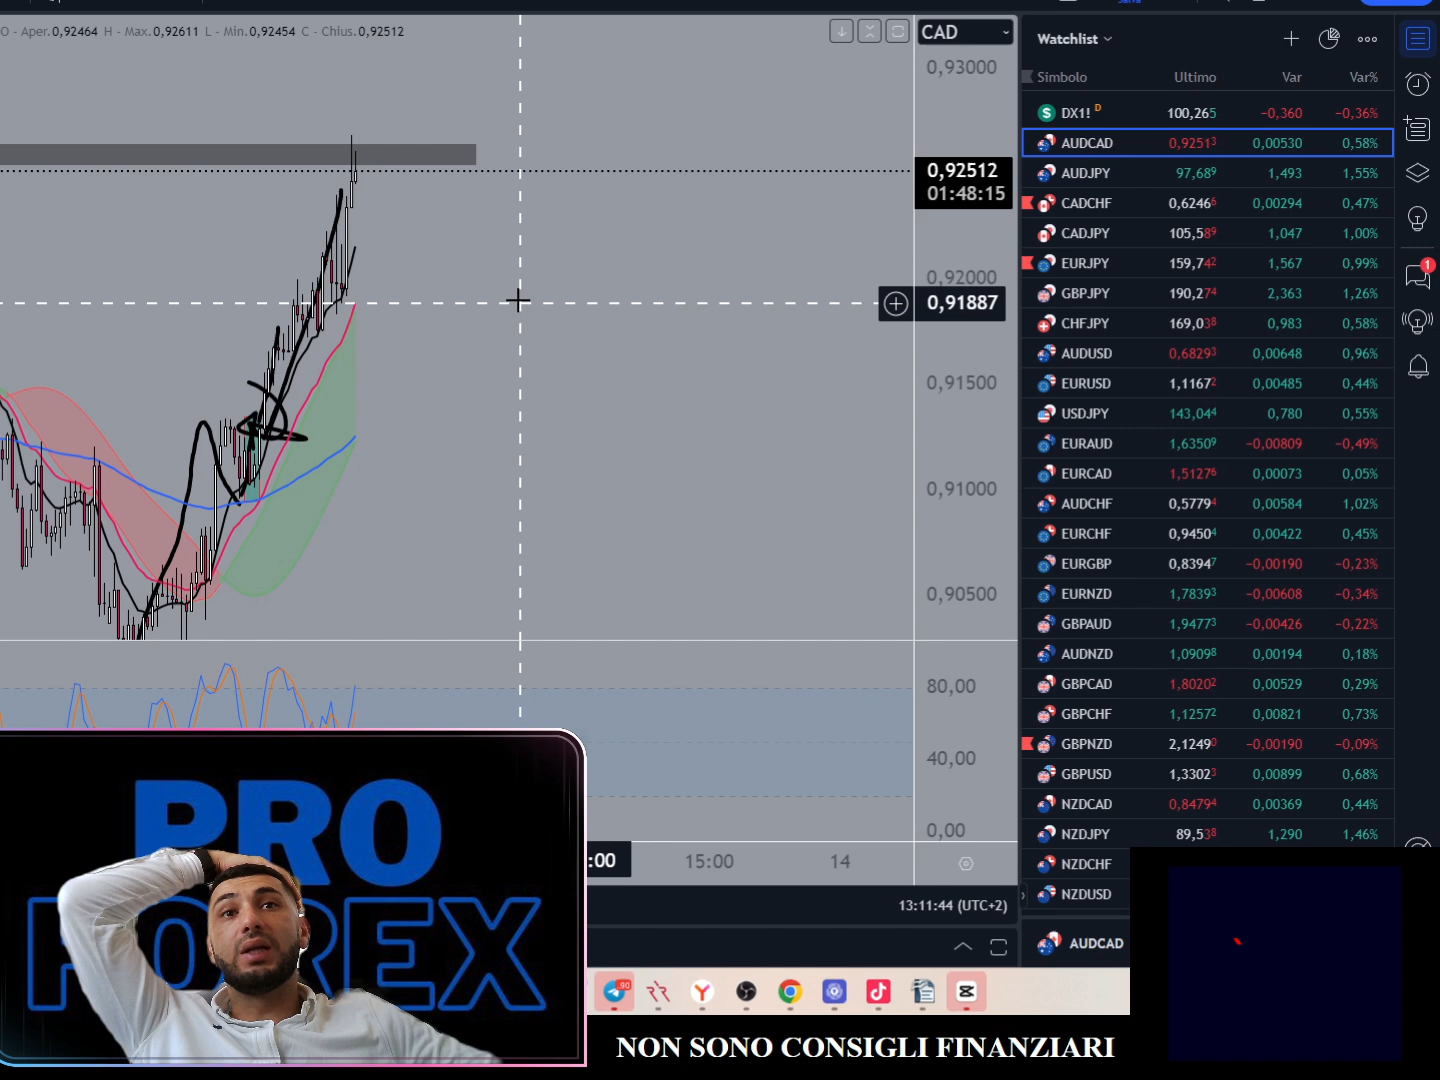 O - Aper.0,92464 H - Max.0,92611 L - Min.0,92454 C - Chius.0,92512
CAD
0,93000
0,92512
01:48:15
0,92000
0,91887
0,91500
0,91000
0,90500
80,00
40,00
0,00
:00 15:00 14
13:11:44 (UTC+2)
Watchlist
Simbolo Ultimo Var Var%
DX1! D 100,265 −0,360 −0,36%
AUDCAD 0,92513 0,00530 0,58%
AUDJPY 97,689 1,493 1,55%
CADCHF 0,62466 0,00294 0,47%
CADJPY 105,589 1,047 1,00%
EURJPY 159,742 1,567 0,99%
GBPJPY 190,274 2,363 1,26%
CHFJPY 169,038 0,983 0,58%
AUDUSD 0,68293 0,00648 0,96%
EURUSD 1,11672 0,00485 0,44%
USDJPY 143,044 0,780 0,55%
EURAUD 1,63509 −0,00809 −0,49%
EURCAD 1,51276 0,00073 0,05%
AUDCHF 0,57794 0,00584 1,02%
EURCHF 0,94504 0,00422 0,45%
EURGBP 0,83947 −0,00190 −0,23%
EURNZD 1,78393 −0,00608 −0,34%
GBPAUD 1,94773 −0,00426 −0,22%
AUDNZD 1,09098 0,00194 0,18%
GBPCAD 1,80202 0,00529 0,29%
GBPCHF 1,12572 0,00821 0,73%
GBPNZD 2,12490 −0,00190 −0,09%
GBPUSD 1,33023 0,00899 0,68%
NZDCAD 0,84794 0,00369 0,44%
NZDJPY 89,538 1,290 1,46%
NZDCHF
NZDUSD
AUDCAD
1
90
PRO
FOREX
NON SONO CONSIGLI FINANZIARI